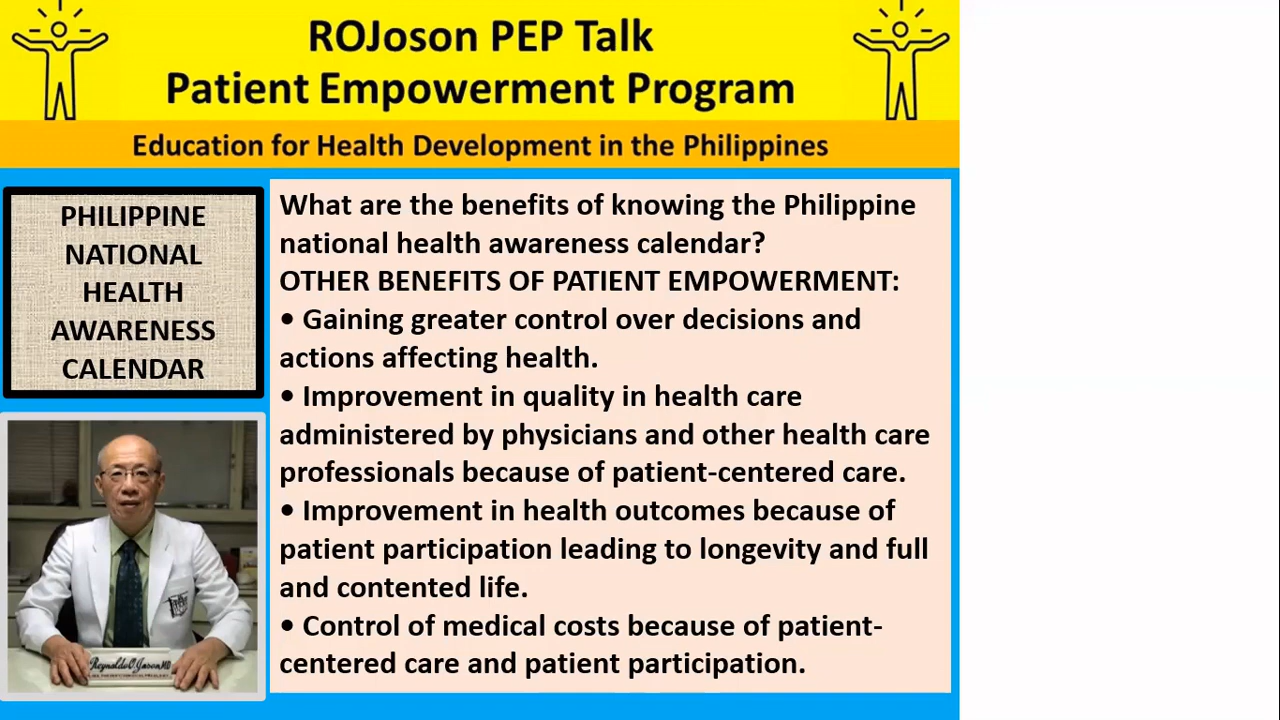 ROJoson PEP Talk
Patient Empowerment Program
Education for Health Development in the Philippines
PHILIPPINE
NATIONAL
HEALTH
AWARENESS
CALENDAR
What are the benefits of knowing the Philippine
national health awareness calendar?
OTHER BENEFITS OF PATIENT EMPOWERMENT:
• Gaining greater control over decisions and
actions affecting health.
• Improvement in quality in health care
administered by physicians and other health care
professionals because of patient-centered care.
• Improvement in health outcomes because of
patient participation leading to longevity and full
and contented life.
• Control of medical costs because of patient-
centered care and patient participation.
Reynaldo O. Joson MD